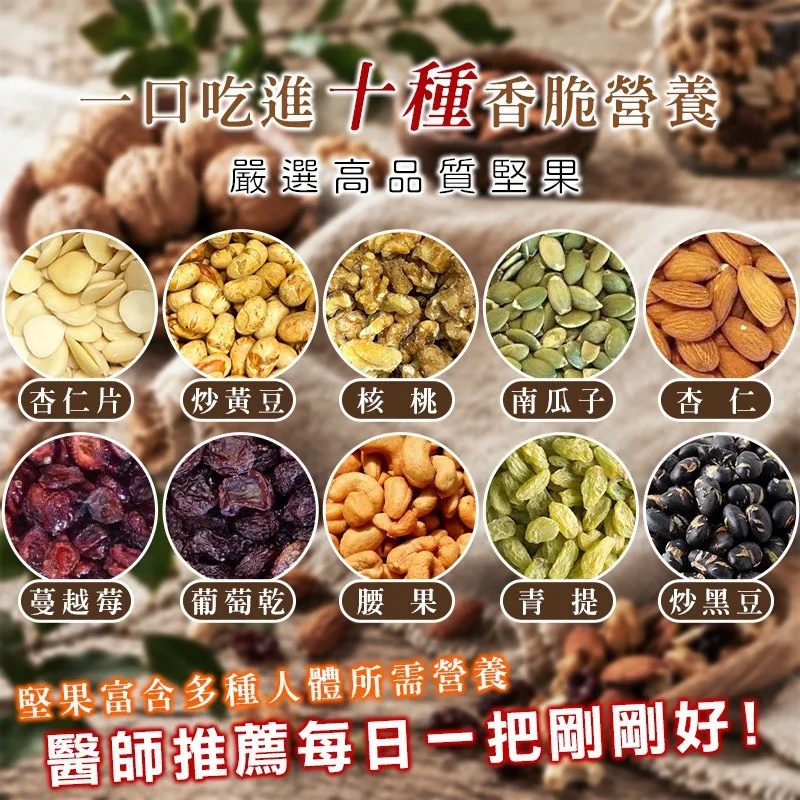 一口吃進十種香脆營養
嚴選高品質堅果
杏仁片 炒黃豆 核桃 南瓜子 杏仁
蔓越莓 葡萄乾 腰果 青提 炒黑豆
堅果富含多種人體所需營養
醫師推薦每日一把剛剛好!